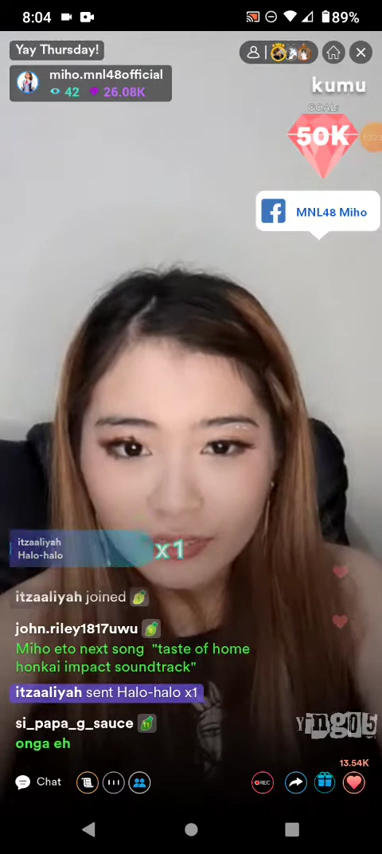 8:04
89%
Yay Thursday!
miho.mnl48official
42 26.08K
kumu
GOAL:
50K
MNL48 Miho
itzaaliyah
Halo-halo
x1
itzaaliyah joined
john.riley1817uwu
Miho eto next song "taste of home
honkai impact soundtrack"
itzaaliyah sent Halo-halo x1
si_papa_g_sauce
onga eh
13.54K
Chat
REC